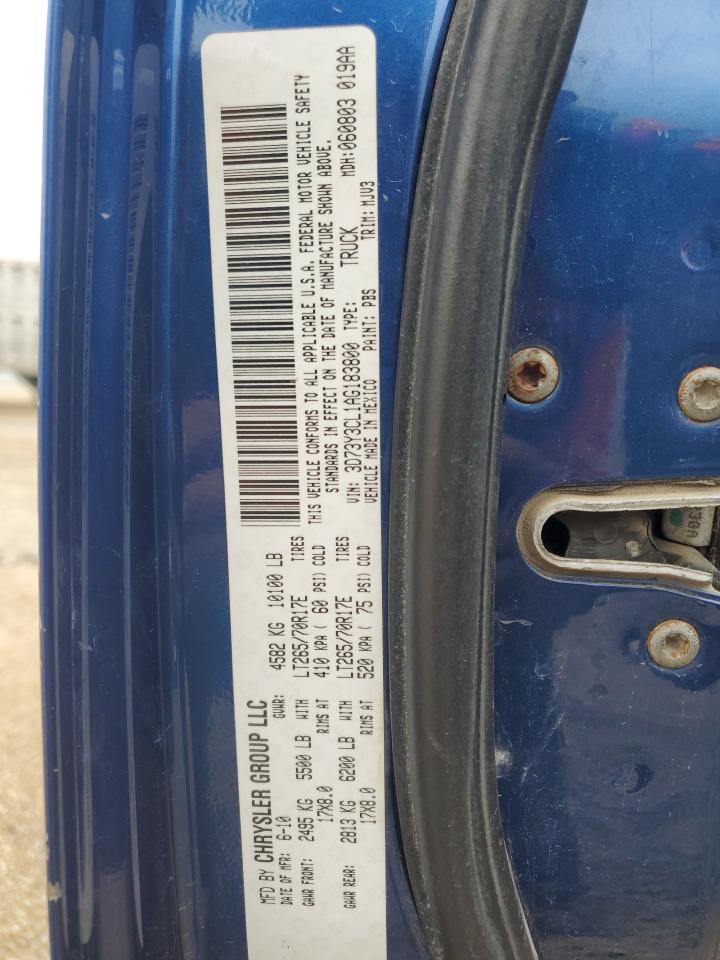 MFD BY CHRYSLER GROUP LLC
DATE OF MFR: 6-10 GVWR: 4582 KG 10100 LB
GAWR FRONT: 2495 KG 5500 LB WITH LT265/70R17E TIRES
17X8.0 RIMS AT 410 KPA ( 60 PSI) COLD
GAWR REAR: 2813 KG 6200 LB WITH LT265/70R17E TIRES
17X8.0 RIMS AT 520 KPA ( 75 PSI) COLD
THIS VEHICLE CONFORMS TO ALL APPLICABLE U.S.A. FEDERAL MOTOR VEHICLE SAFETY
STANDARDS IN EFFECT ON THE DATE OF MANUFACTURE SHOWN ABOVE.
VIN: 3D73Y3CL1AG183800 TYPE: TRUCK MDH:060803 019AA
VEHICLE MADE IN MEXICO PAINT: PBS TRIM: MJV3